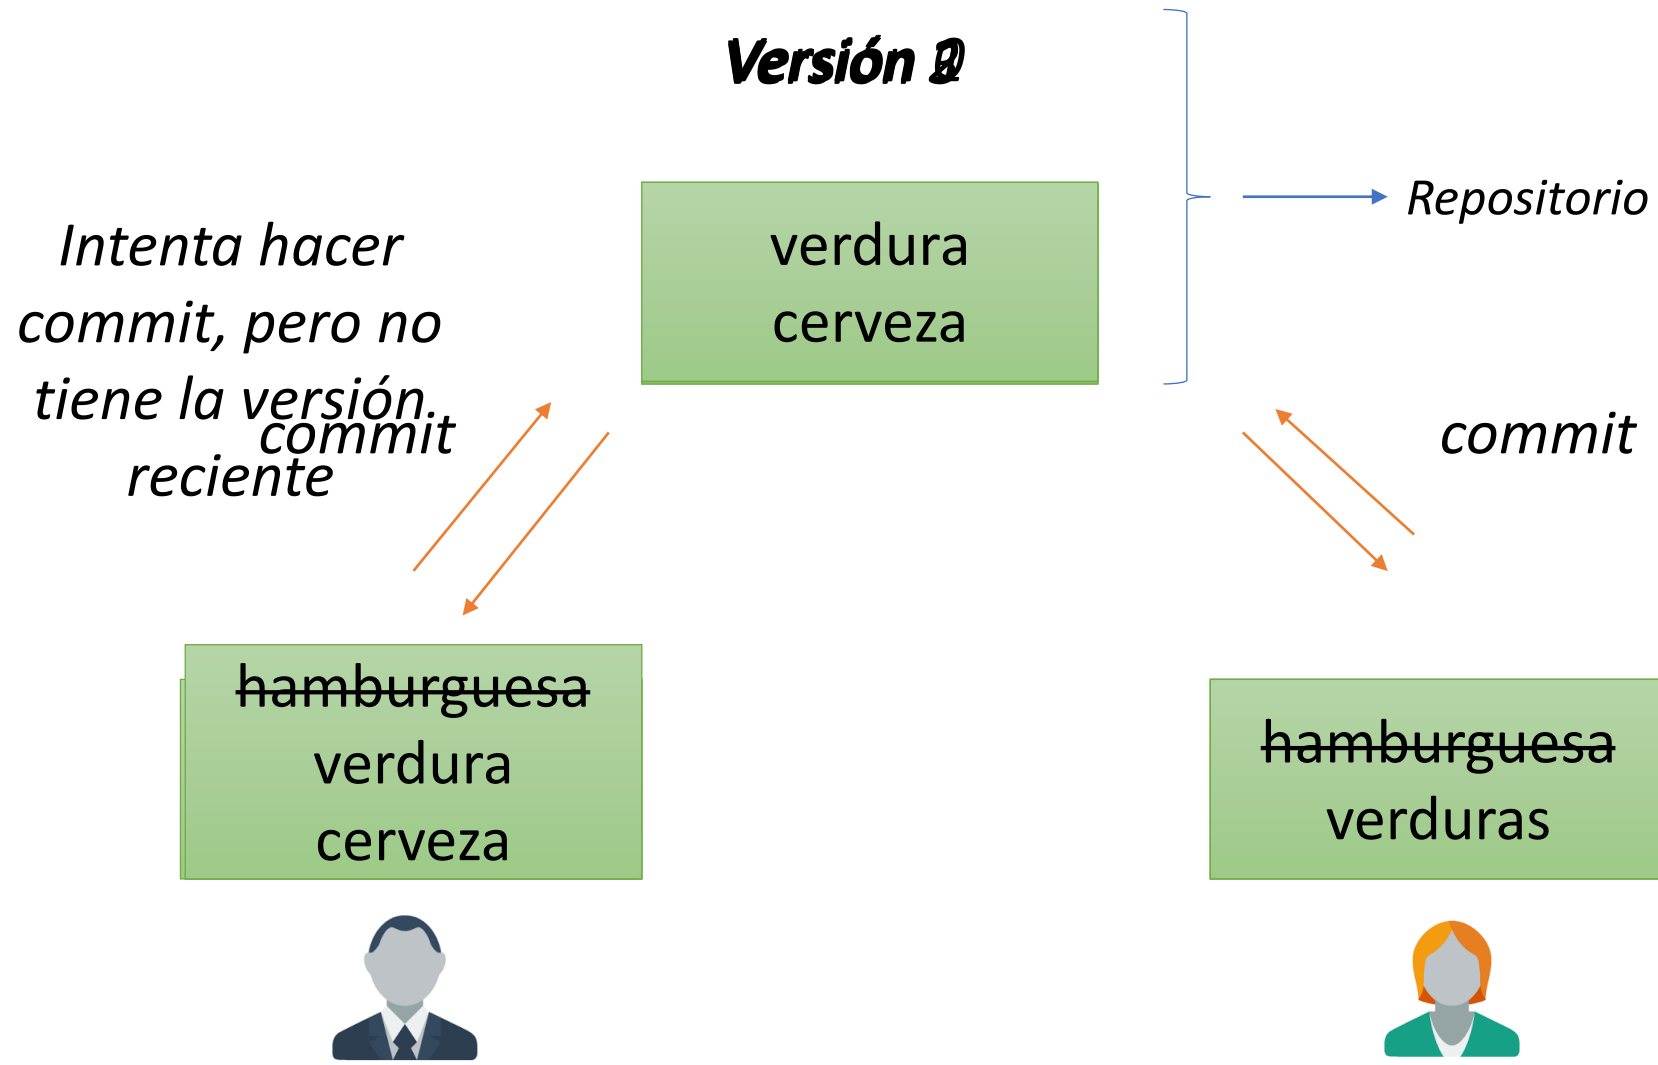 Versión
Repositorio
verdura
cerveza
Intenta hacer
commit, pero no
tiene la versión
reciente
commit
commit
hamburguesa
verdura
cerveza
hamburguesa
verduras